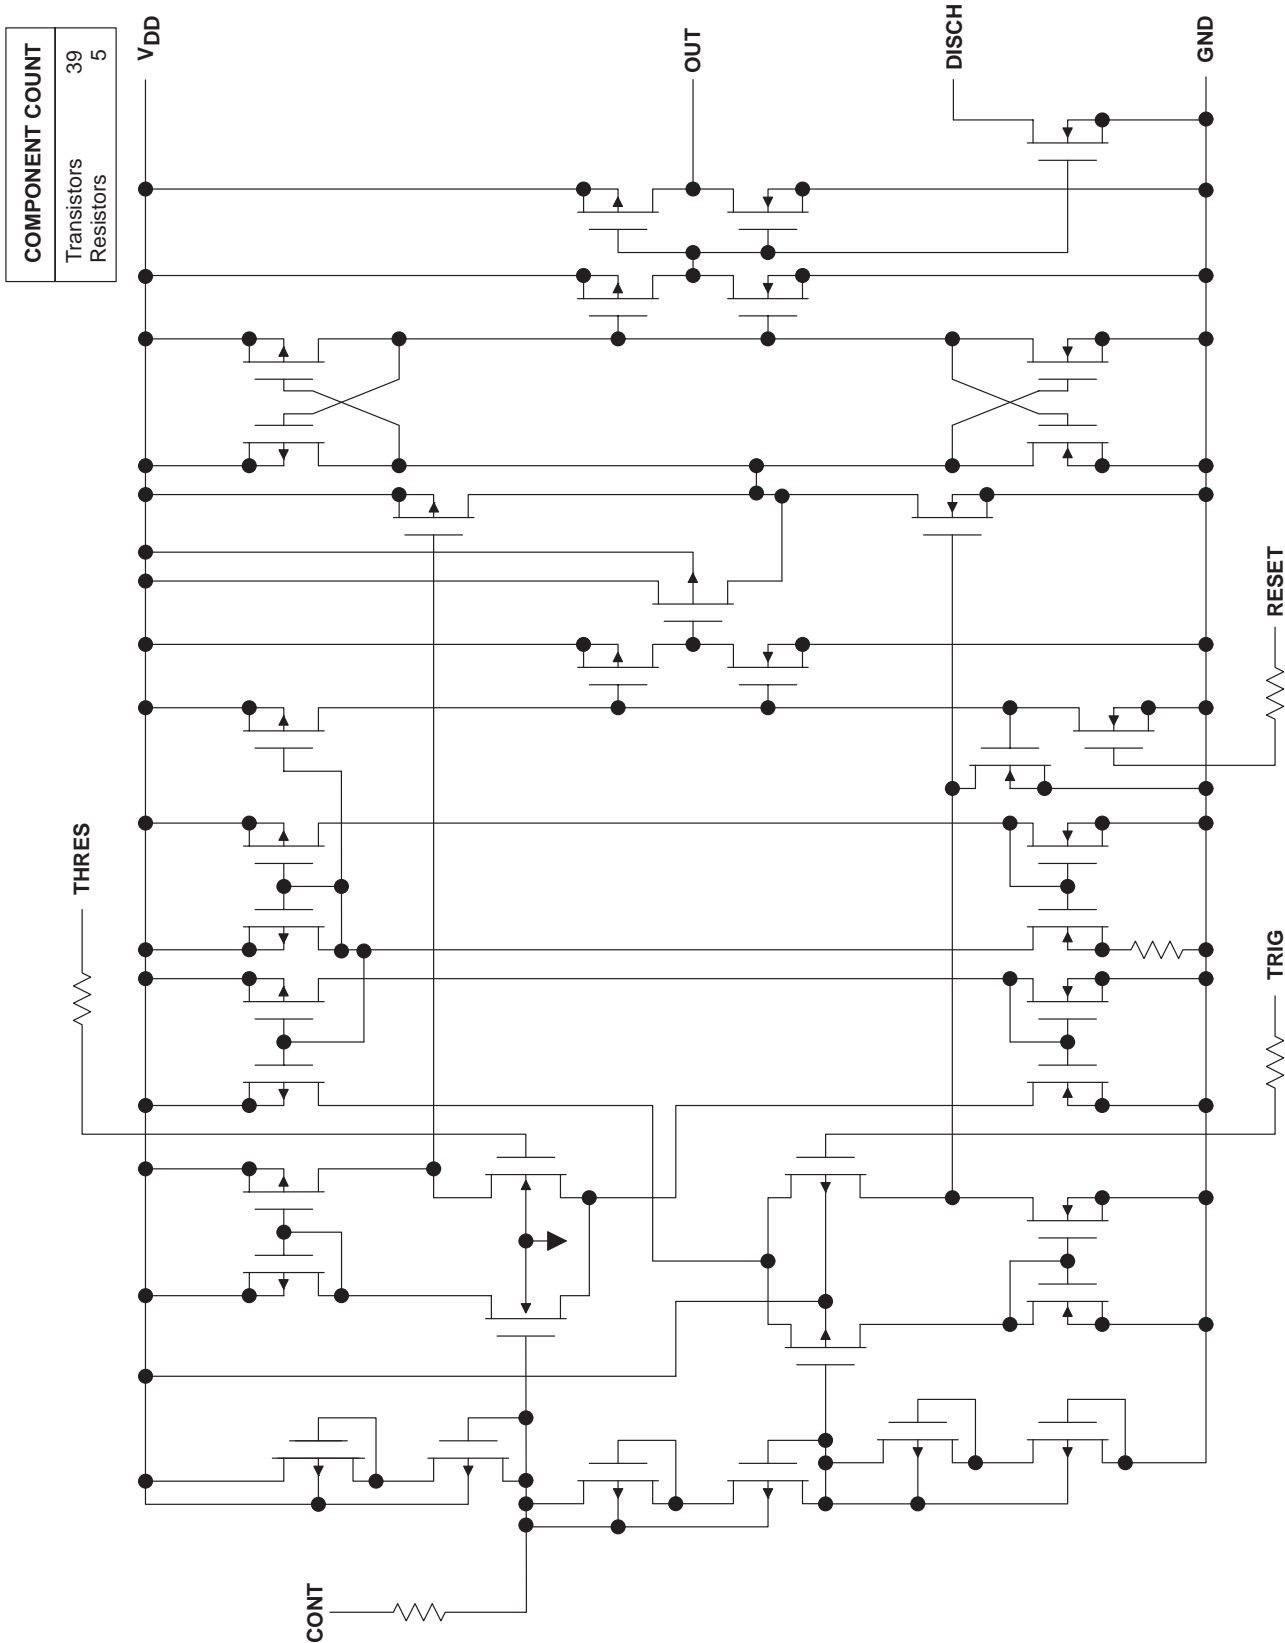 COMPONENT COUNT
Transistors 39
Resistors 5
VDD
OUT
DISCH
GND
RESET
THRES
TRIG
CONT